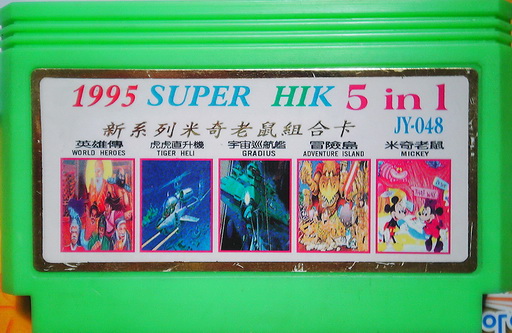 1995 SUPER HIK 5 in 1
新系列米奇老鼠組合卡 JY-048
英雄傳 虎虎直升機 宇宙巡航艦 冒險島 米奇老鼠
WORLD HEROES TIGER HELI GRADIUS ADVENTURE ISLAND MICKEY